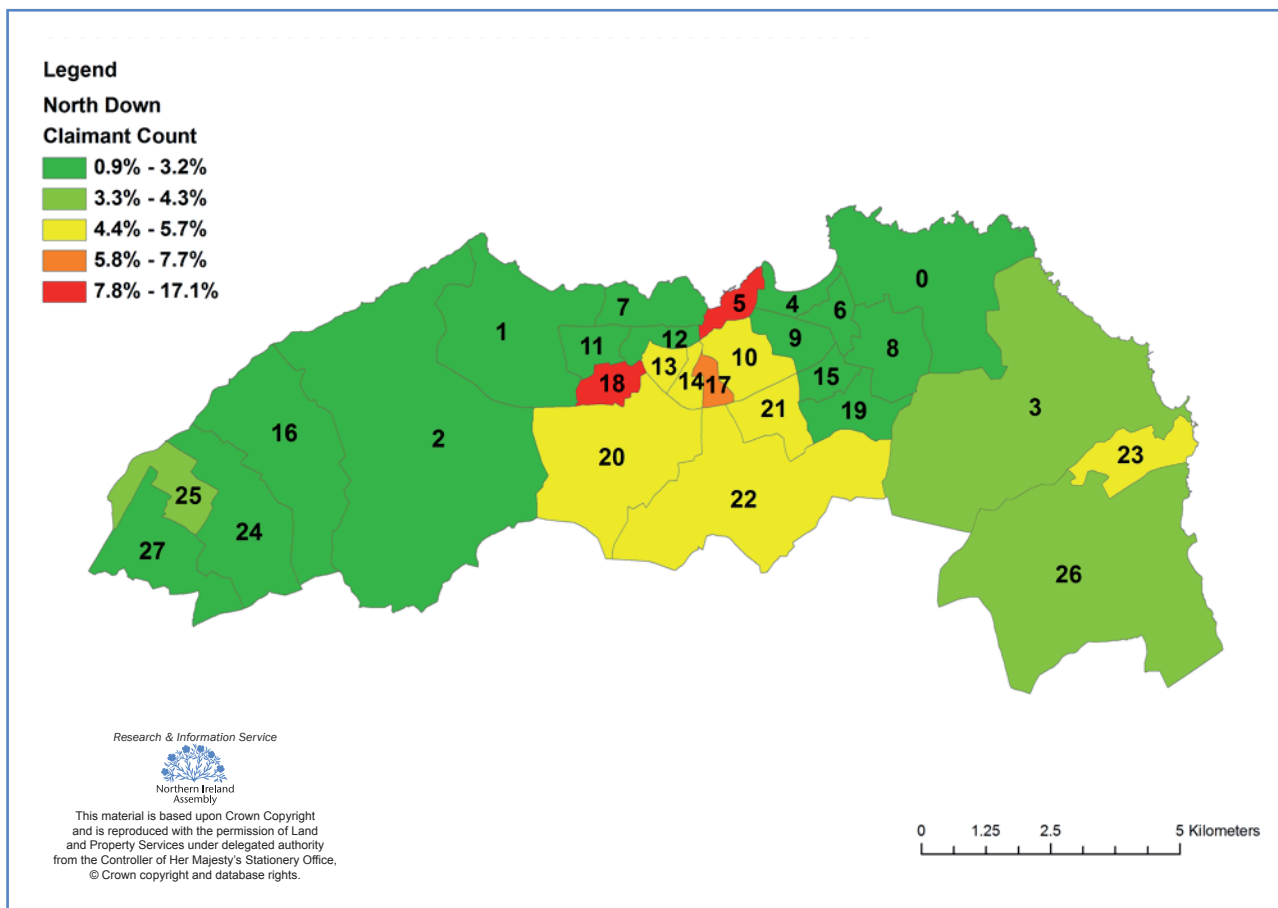 Legend
North Down
Claimant Count
0.9% - 3.2%
3.3% - 4.3%
4.4% - 5.7%
5.8% - 7.7%
7.8% - 17.1%
0
5
4
7
6
1
12
9
11
8
10
13
15
18
14
17
3
21
19
16
2
23
20
25
22
24
27
26
Research & Information Service
Northern Ireland
Assembly
This material is based upon Crown Copyright
and is reproduced with the permission of Land
and Property Services under delegated authority
from the Controller of Her Majesty's Stationery Office,
© Crown copyright and database rights.
0 1.25 2.5 5 Kilometers